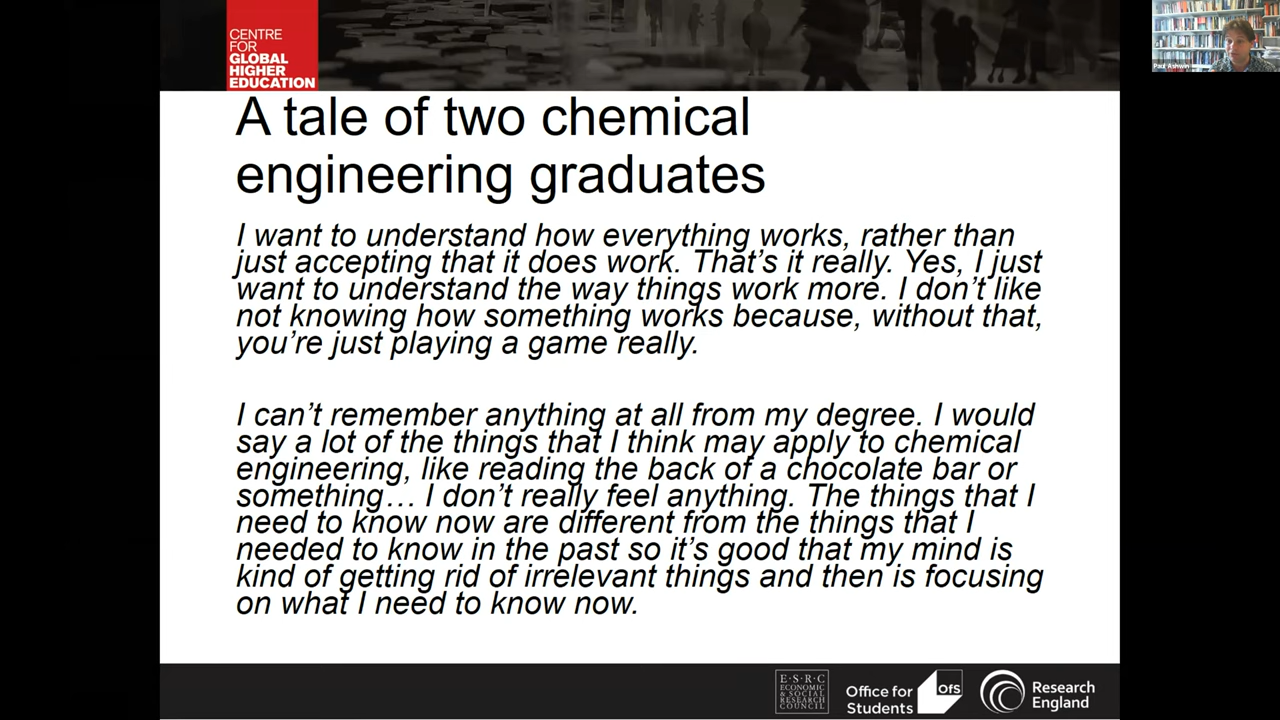 CENTRE
FOR
GLOBAL
HIGHER
EDUCATION
Paul Ashwin
A tale of two chemical
engineering graduates
I want to understand how everything works, rather than
just accepting that it does work. That's it really. Yes, I just
want to understand the way things work more. I don't like
not knowing how something works because, without that,
you're just playing a game really.
I can't remember anything at all from my degree. I would
say a lot of the things that I think may apply to chemical
engineering, like reading the back of a chocolate bar or
something… I don't really feel anything. The things that I
need to know now are different from the things that I
needed to know in the past so it's good that my mind is
kind of getting rid of irrelevant things and then is focusing
on what I need to know now.
E·S·R·C
ECONOMIC
& SOCIAL
RESEARCH
COUNCIL
Office for
Students
OfS
Research
England